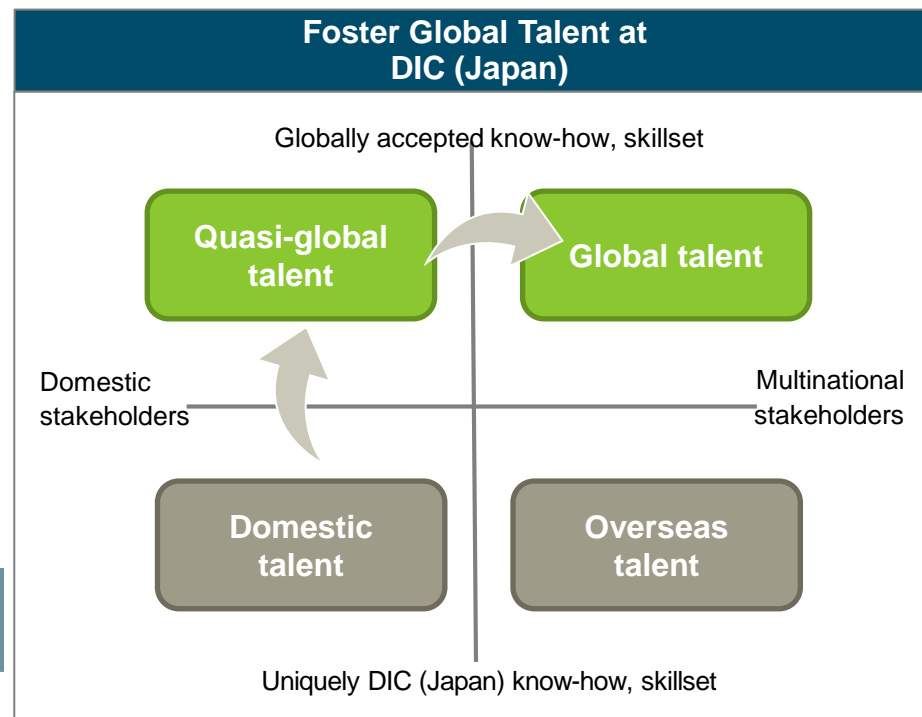 Foster Global Talent at
DIC (Japan)
Globally accepted know-how, skillset
Quasi-global
talent
Global talent
Domestic
stakeholders
Multinational
stakeholders
Domestic
talent
Overseas
talent
Uniquely DIC (Japan) know-how, skillset